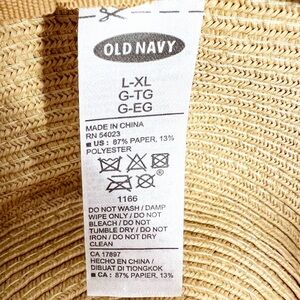 OLD NAVY
L-XL
G-TG
G-EG
MADE IN CHINA
RN 54023
■ US : 87% PAPER, 13%
POLYESTER
1166
DO NOT WASH / DAMP
WIPE ONLY / DO NOT
BLEACH / DO NOT
TUMBLE DRY / DO NOT
IRON / DO NOT DRY
CLEAN
CA 17897
HECHO EN CHINA /
DIBUAT DI TIONGKOK
■ CA : 87% PAPER, 13%